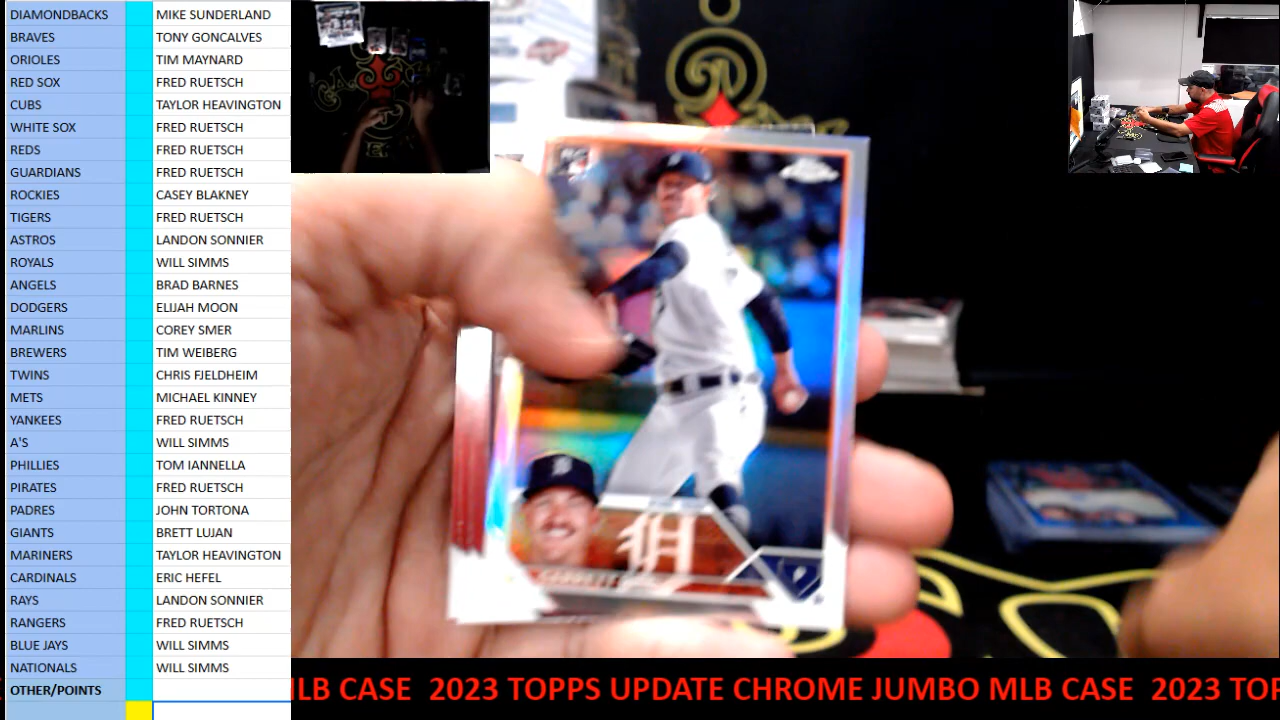 DIAMONDBACKS MIKE SUNDERLAND
BRAVES TONY GONCALVES
ORIOLES TIM MAYNARD
RED SOX FRED RUETSCH
CUBS TAYLOR HEAVINGTON
WHITE SOX FRED RUETSCH
REDS FRED RUETSCH
GUARDIANS FRED RUETSCH
ROCKIES CASEY BLAKNEY
TIGERS FRED RUETSCH
ASTROS LANDON SONNIER
ROYALS WILL SIMMS
ANGELS BRAD BARNES
DODGERS ELIJAH MOON
MARLINS COREY SMER
BREWERS TIM WEIBERG
TWINS CHRIS FJELDHEIM
METS MICHAEL KINNEY
YANKEES FRED RUETSCH
A'S WILL SIMMS
PHILLIES TOM IANNELLA
PIRATES FRED RUETSCH
PADRES JOHN TORTONA
GIANTS BRETT LUJAN
MARINERS TAYLOR HEAVINGTON
CARDINALS ERIC HEFEL
RAYS LANDON SONNIER
RANGERS FRED RUETSCH
BLUE JAYS WILL SIMMS
NATIONALS WILL SIMMS
OTHER/POINTS
RC
D
P
MLB CASE 2023 TOPPS UPDATE CHROME JUMBO MLB CASE 2023 TOP